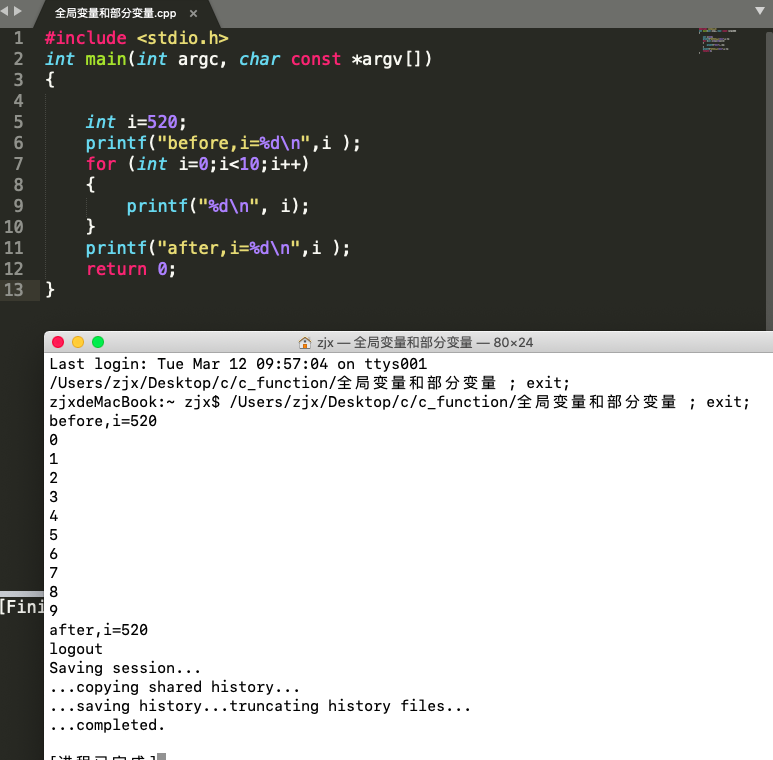 全局变量和部分变量.cpp ×
1 #include <stdio.h>
2 int main(int argc, char const *argv[])
3 {
4
5 int i=520;
6 printf("before,i=%d\n",i );
7 for (int i=0;i<10;i++)
8 {
9 printf("%d\n", i);
10 }
11 printf("after,i=%d\n",i );
12 return 0;
13 }
zjx — 全局变量和部分变量 — 80×24
Last login: Tue Mar 12 09:57:04 on ttys001
/Users/zjx/Desktop/c/c_function/全局变量和部分变量 ; exit;
zjxdeMacBook:~ zjx$ /Users/zjx/Desktop/c/c_function/全局变量和部分变量 ; exit;
before,i=520
0
1
2
3
4
5
6
7
8
9
[Fini
after,i=520
logout
Saving session...
...copying shared history...
...saving history...truncating history files...
...completed.
[进程已完成]